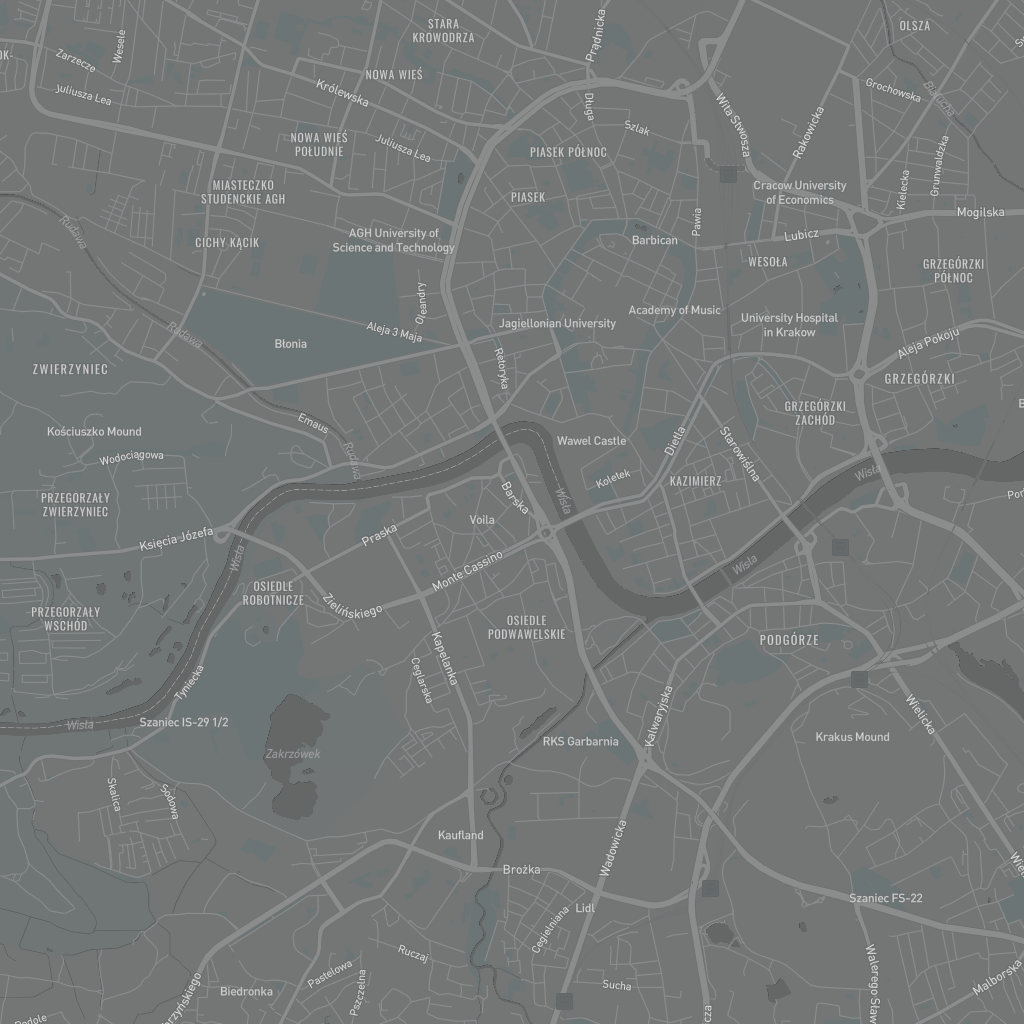 STARA
KROWODRZA
OLSZA
Prądnicka
Wesele
Zarzecze
NOWA WIEŚ
Królewska
Juliusza Lea
Długa
Grochowska
Białucha
Wita Stwosza
Rakowicka
Szlak
NOWA WIEŚ
POŁUDNIE
Juliusza Lea
PIASEK PÓŁNOC
Grunwaldzka
Kielecka
MIASTECZKO
STUDENCKIE AGH
PIASEK
Cracow University
of Economics
Mogilska
Rudawa
CICHY KĄCIK
AGH University of
Science and Technology
Barbican
Pawia
Lubicz
WESOŁA
GRZEGÓRZKI
PÓŁNOC
Oleandry
Academy of Music
University Hospital
in Krakow
Rudawa
Aleja 3 Maja
Jagiellonian University
Błonia
Aleja Pokoju
ZWIERZYNIEC
Retoryka
GRZEGÓRZKI
GRZEGÓRZKI
ZACHÓD
Emaus
Kościuszko Mound
Wawel Castle
Dietla
Starowiślna
Wodociągowa
Rudawa
Koletek
KAZIMIERZ
Wisła
PRZEGORZAŁY
ZWIERZYNIEC
Barska
Wisła
Voila
Księcia Józefa
Praska
Wisła
Monte Cassino
Wisła
OSIEDLE
ROBOTNICZE
Zielińskiego
PRZEGORZAŁY
WSCHÓD
OSIEDLE
PODWAWELSKIE
PODGÓRZE
Kapelanka
Ceglarska
Tyniecka
Wisła
Szaniec IS-29 1/2
Kalwaryjska
Wielicka
RKS Garbarnia
Krakus Mound
Zakrzówek
Skalica
Sodowa
Kaufland
Wadowicka
Brożka
Lidl
Szaniec FS-22
Cegielniana
Ruczaj
Pastelowa
Pszczelna
Biedronka
Sucha
Malborska